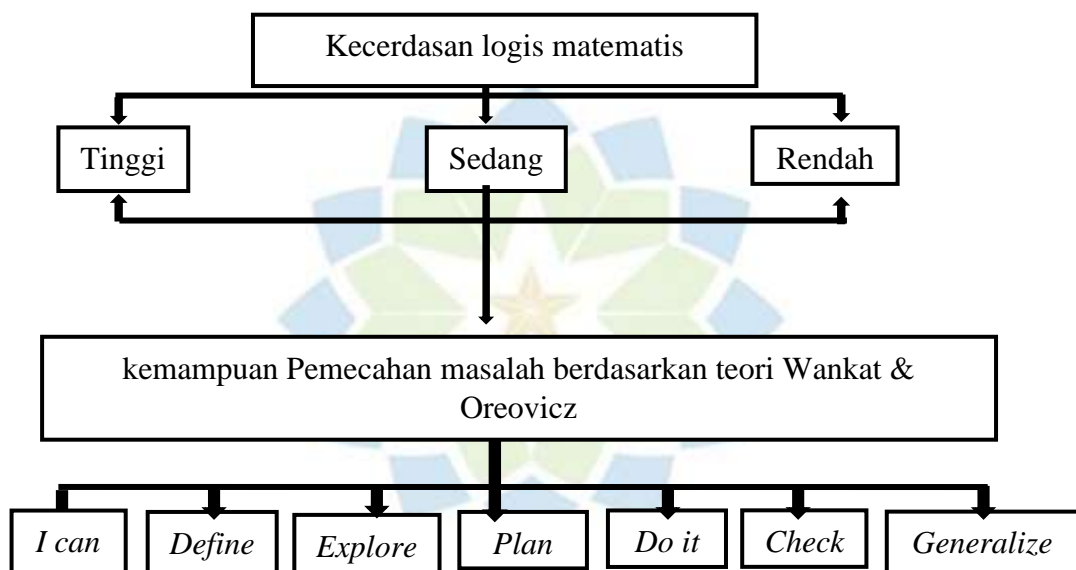 Kecerdasan logis matematis
Tinggi
Sedang
Rendah
kemampuan Pemecahan masalah berdasarkan teori Wankat &
Oreovicz
I can
Define
Explore
Plan
Do it
Check
Generalize